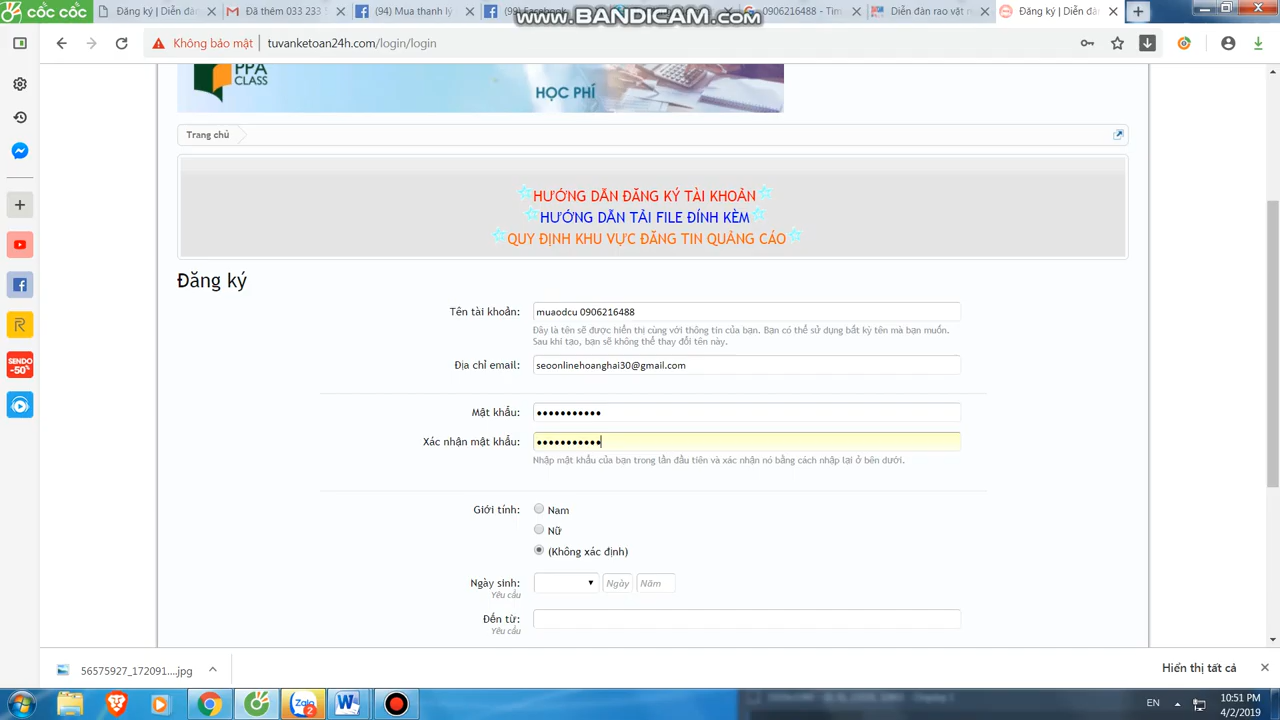 cốc cốc
Đăng ký | Diễn đàn
Đã thêm 033 233
(94) Mua thanh lý
0906216488 - Tìm
Diễn đàn rao vặt
Đăng ký | Diễn đàn
www.BANDICAM.com
Không bảo mật
tuvanketoan24h.com/login/login
PPA
CLASS
HỌC PHÍ
Trang chủ
HƯỚNG DẪN ĐĂNG KÝ TÀI KHOẢN
HƯỚNG DẪN TẢI FILE ĐÍNH KÈM
QUY ĐỊNH KHU VỰC ĐĂNG TIN QUẢNG CÁO
Đăng ký
Tên tài khoản: muaodcu 0906216488
Đây là tên sẽ được hiển thị cùng với thông tin của bạn. Bạn có thể sử dụng bất kỳ tên mà bạn muốn.
Sau khi tạo, bạn sẽ không thể thay đổi tên này.
Địa chỉ email: seoonlinehoanghai30@gmail.com
Mật khẩu: •••••••••••
Xác nhận mật khẩu: •••••••••••
Nhập mật khẩu của bạn trong lần đầu tiên và xác nhận nó bằng cách nhập lại ở bên dưới.
Giới tính: Nam
Nữ
(Không xác định)
Ngày sinh: Ngày Năm
Yêu cầu
Đến từ:
Yêu cầu
SENDO
-50%
56575927_172091....jpg
Hiển thị tất cả
Zalo
2
EN
10:51 PM
4/2/2019